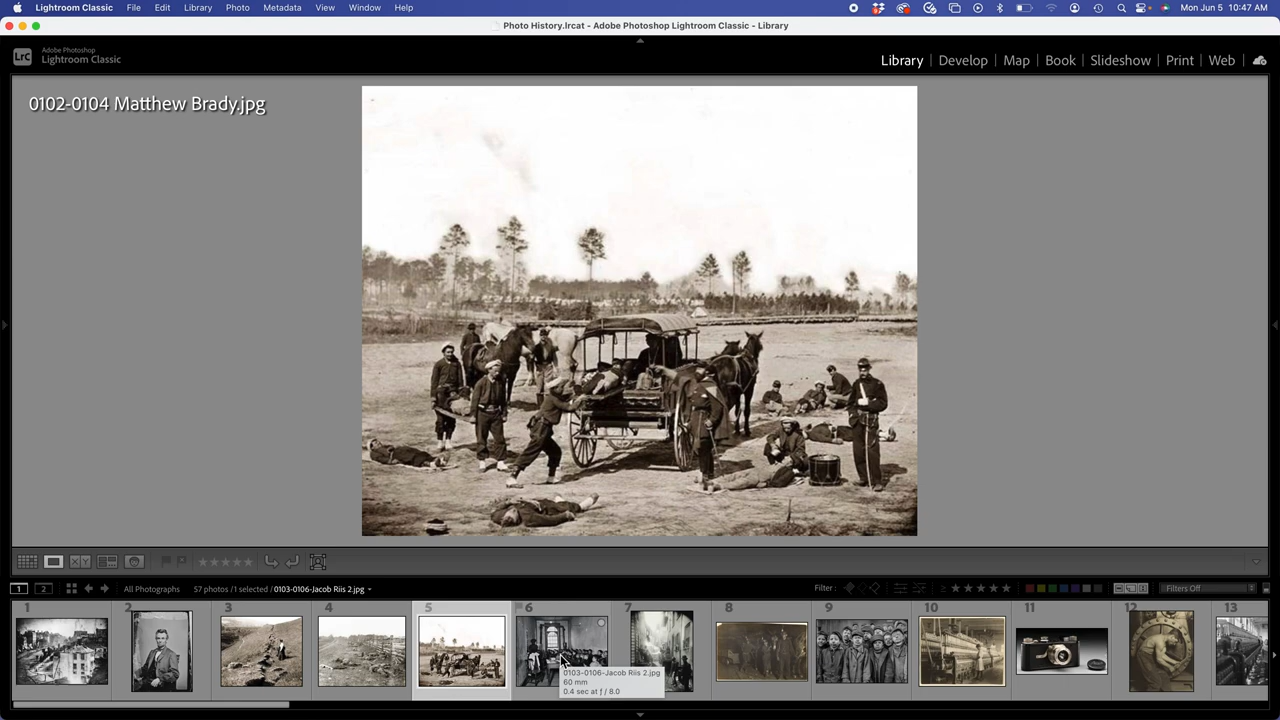 Lightroom Classic File Edit Library Photo Metadata View Window Help Mon Jun 5 10:47 AM
Photo History.lrcat - Adobe Photoshop Lightroom Classic - Library
LrC Adobe Photoshop
Lightroom Classic
Library | Develop | Map | Book | Slideshow | Print | Web
0102-0104 Matthew Brady.jpg
XY
1 2 All Photographs 57 photos / 1 selected / 0103-0106-Jacob Riis 2.jpg Filter : ≥ Filters Off
1 2 3 4 5 6 7 8 9 10 11 12 13
0103-0106-Jacob Riis 2.jpg
60 mm
0.4 sec at ƒ / 8.0